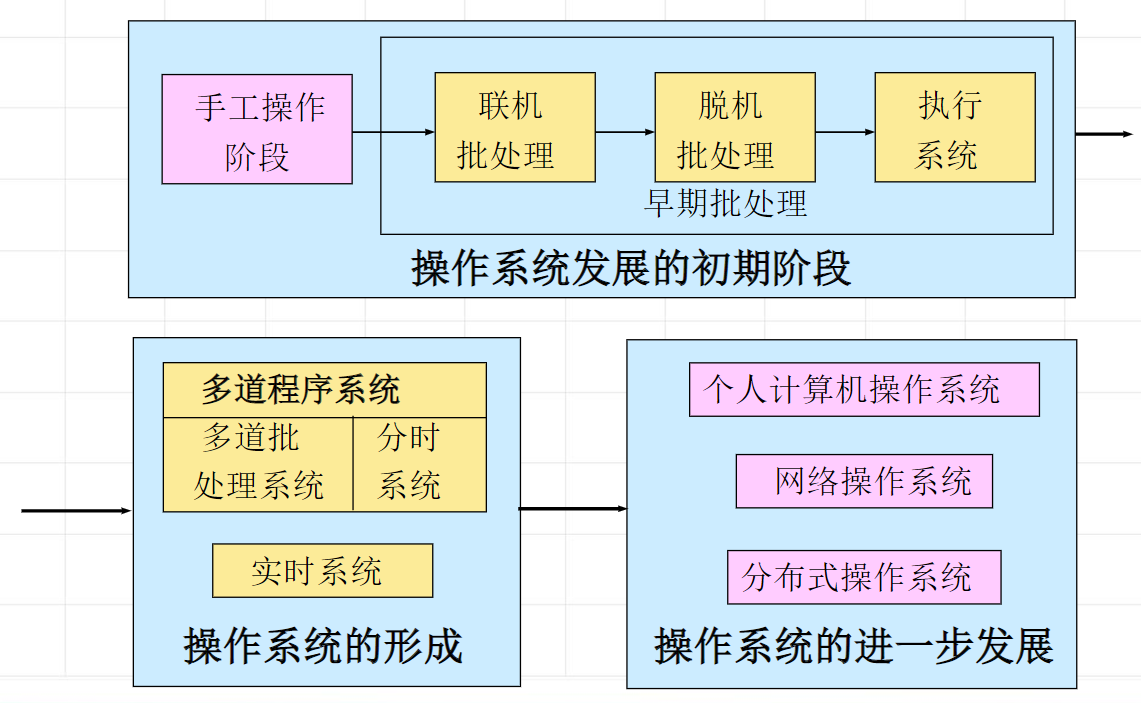 手工操作
阶段
联机
批处理
脱机
批处理
执行
系统
早期批处理
操作系统发展的初期阶段
多道程序系统
多道批
处理系统
分时
系统
实时系统
操作系统的形成
个人计算机操作系统
网络操作系统
分布式操作系统
操作系统的进一步发展